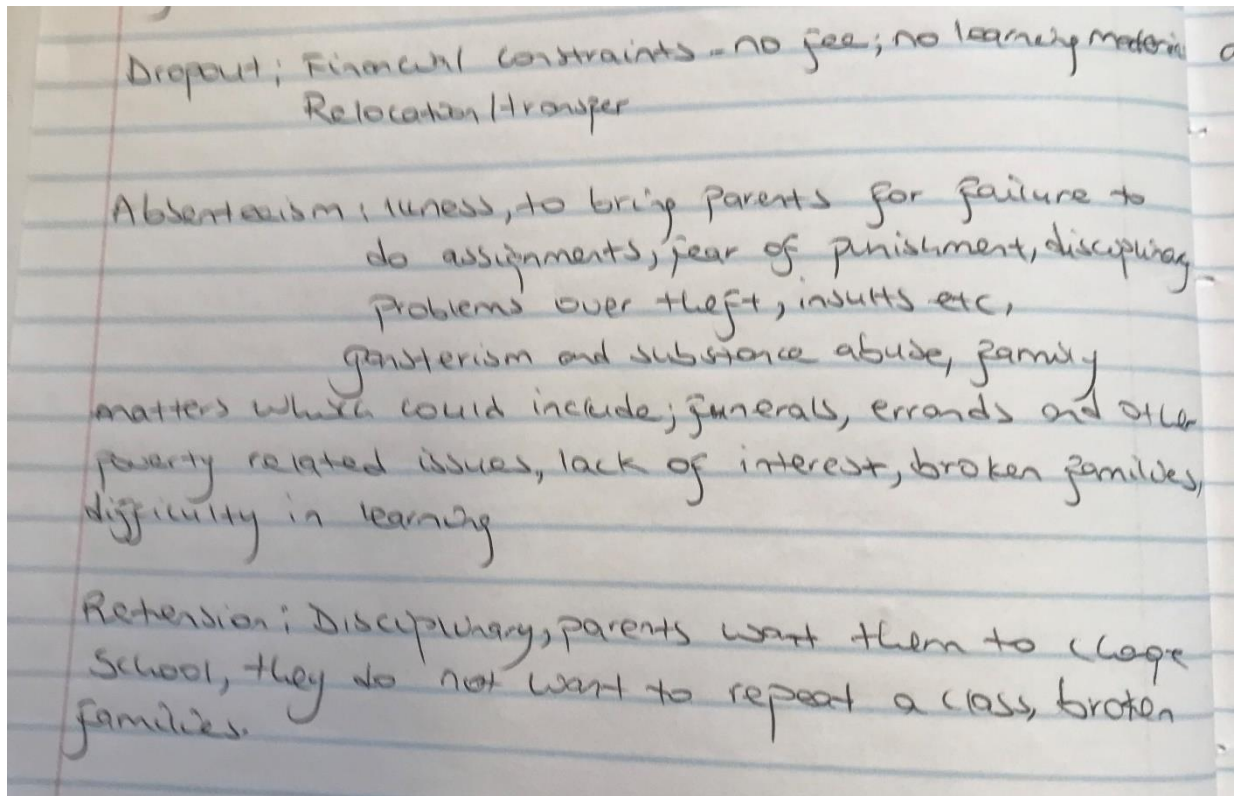 Dropout; Financial constraints - no fee; no learning materi
Relocation/transfer
Absenteeism; illness, to bring parents for failure to
do assignments, fear of punishment, disciplinary
problems over theft, insults etc,
gansterism and substance abuse, family
matters which could include; funerals, errands and other
poverty related issues, lack of interest, broken families,
difficulty in learning
Retension; Disciplinary, parents want them to
school, they do not want to repeat a class, broken
families.